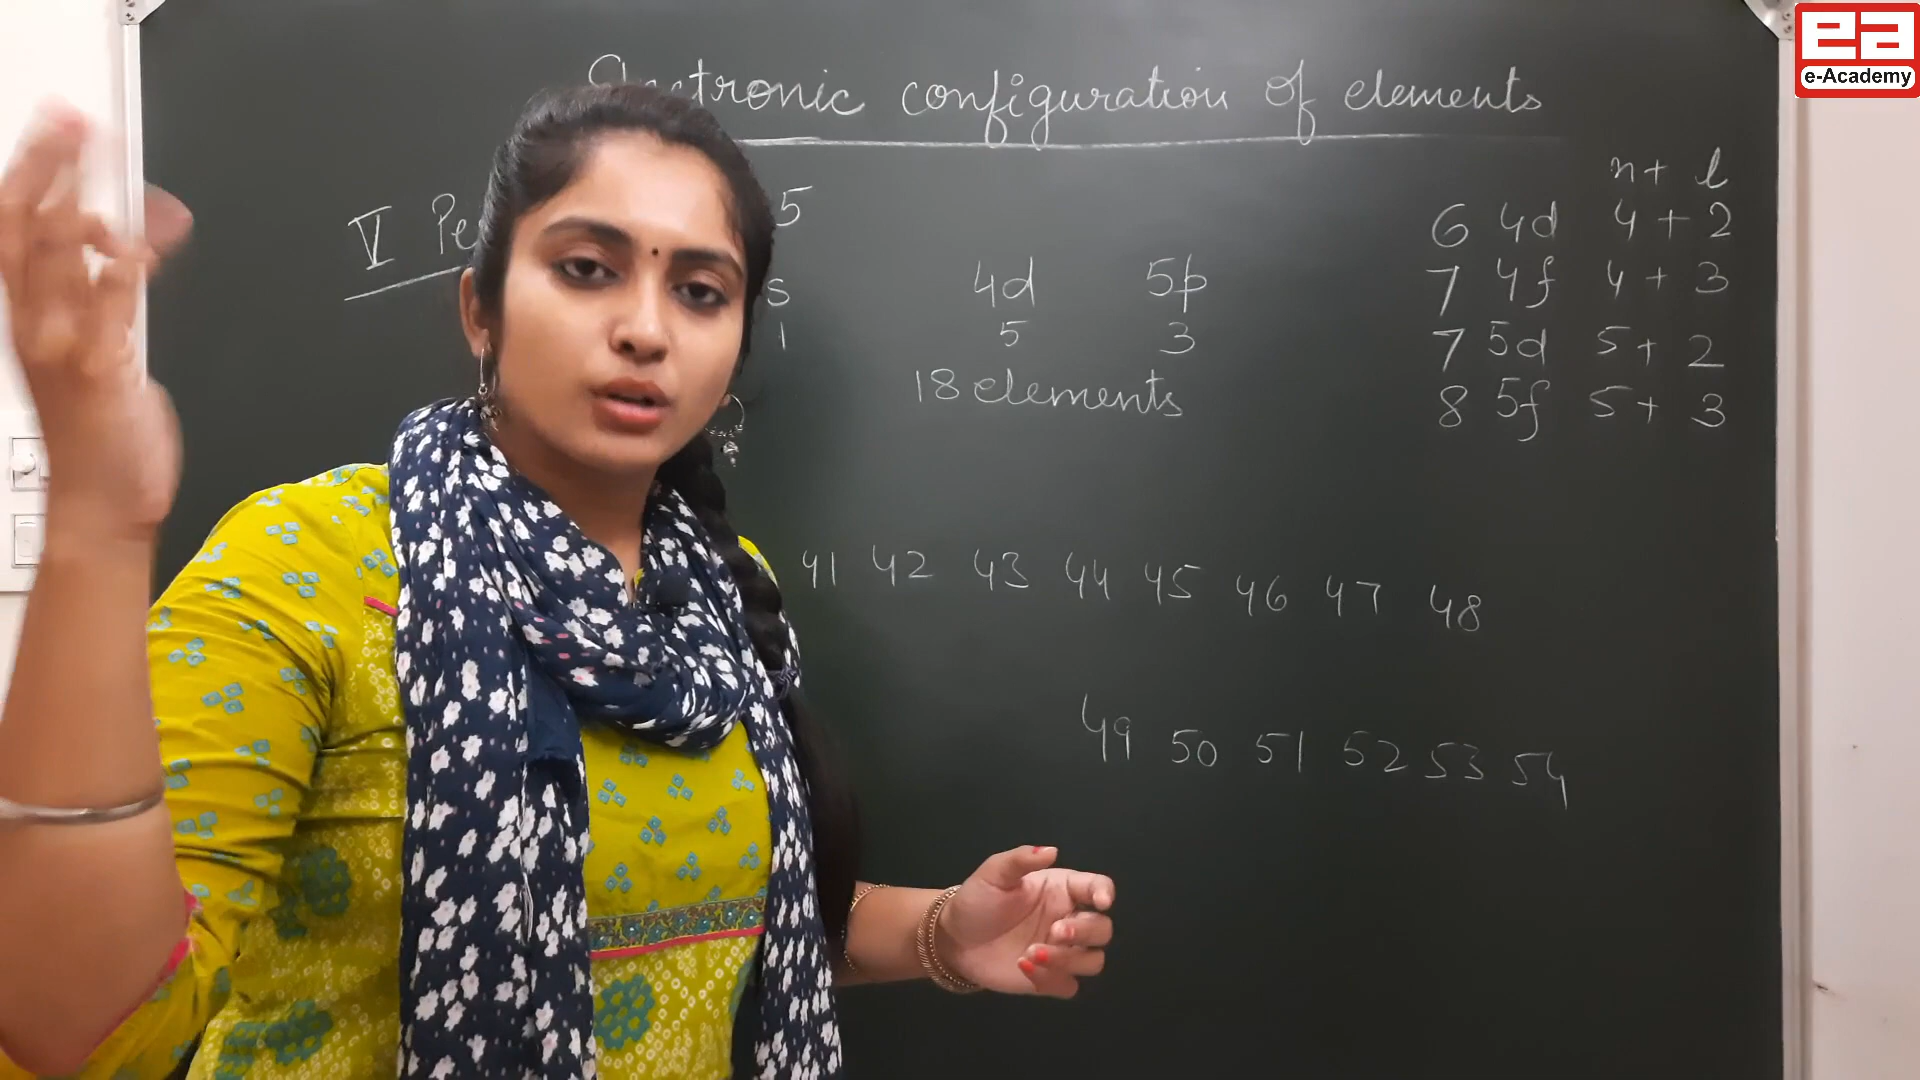 ea
e-Academy
Electronic configuration of elements
n + l
V Pe 5
6 4d 4 + 2
s 4d 5p
7 4f 4 + 3
1 5 3
7 5d 5 + 2
18 elements
8 5f 5 + 3
41 42 43 44 45 46 47 48
49 50 51 52 53 54